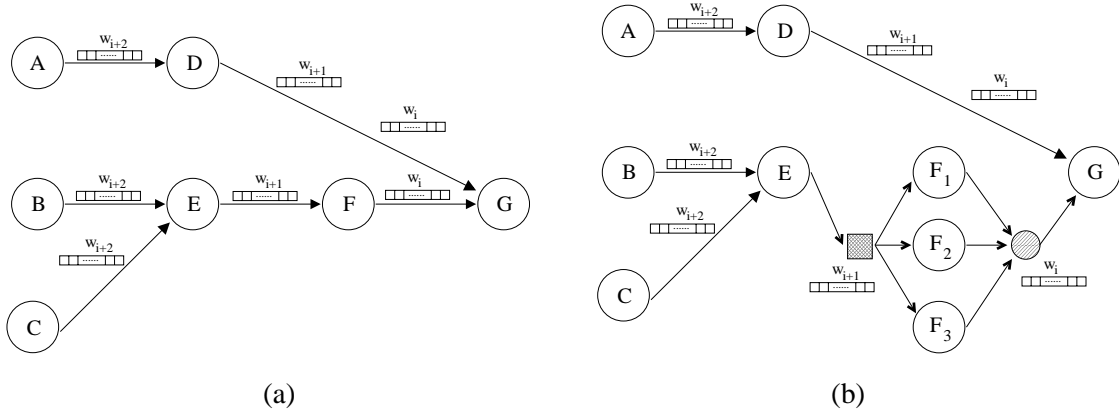 w_{i+2}
A
D
w_{i+1}
w_i
B
w_{i+2}
E
w_{i+1}
F
w_i
G
w_{i+2}
C
(a)
w_{i+2}
A
D
w_{i+1}
w_i
B
w_{i+2}
E
F_1
G
w_{i+2}
F_2
w_{i+1}
w_i
C
F_3
(b)